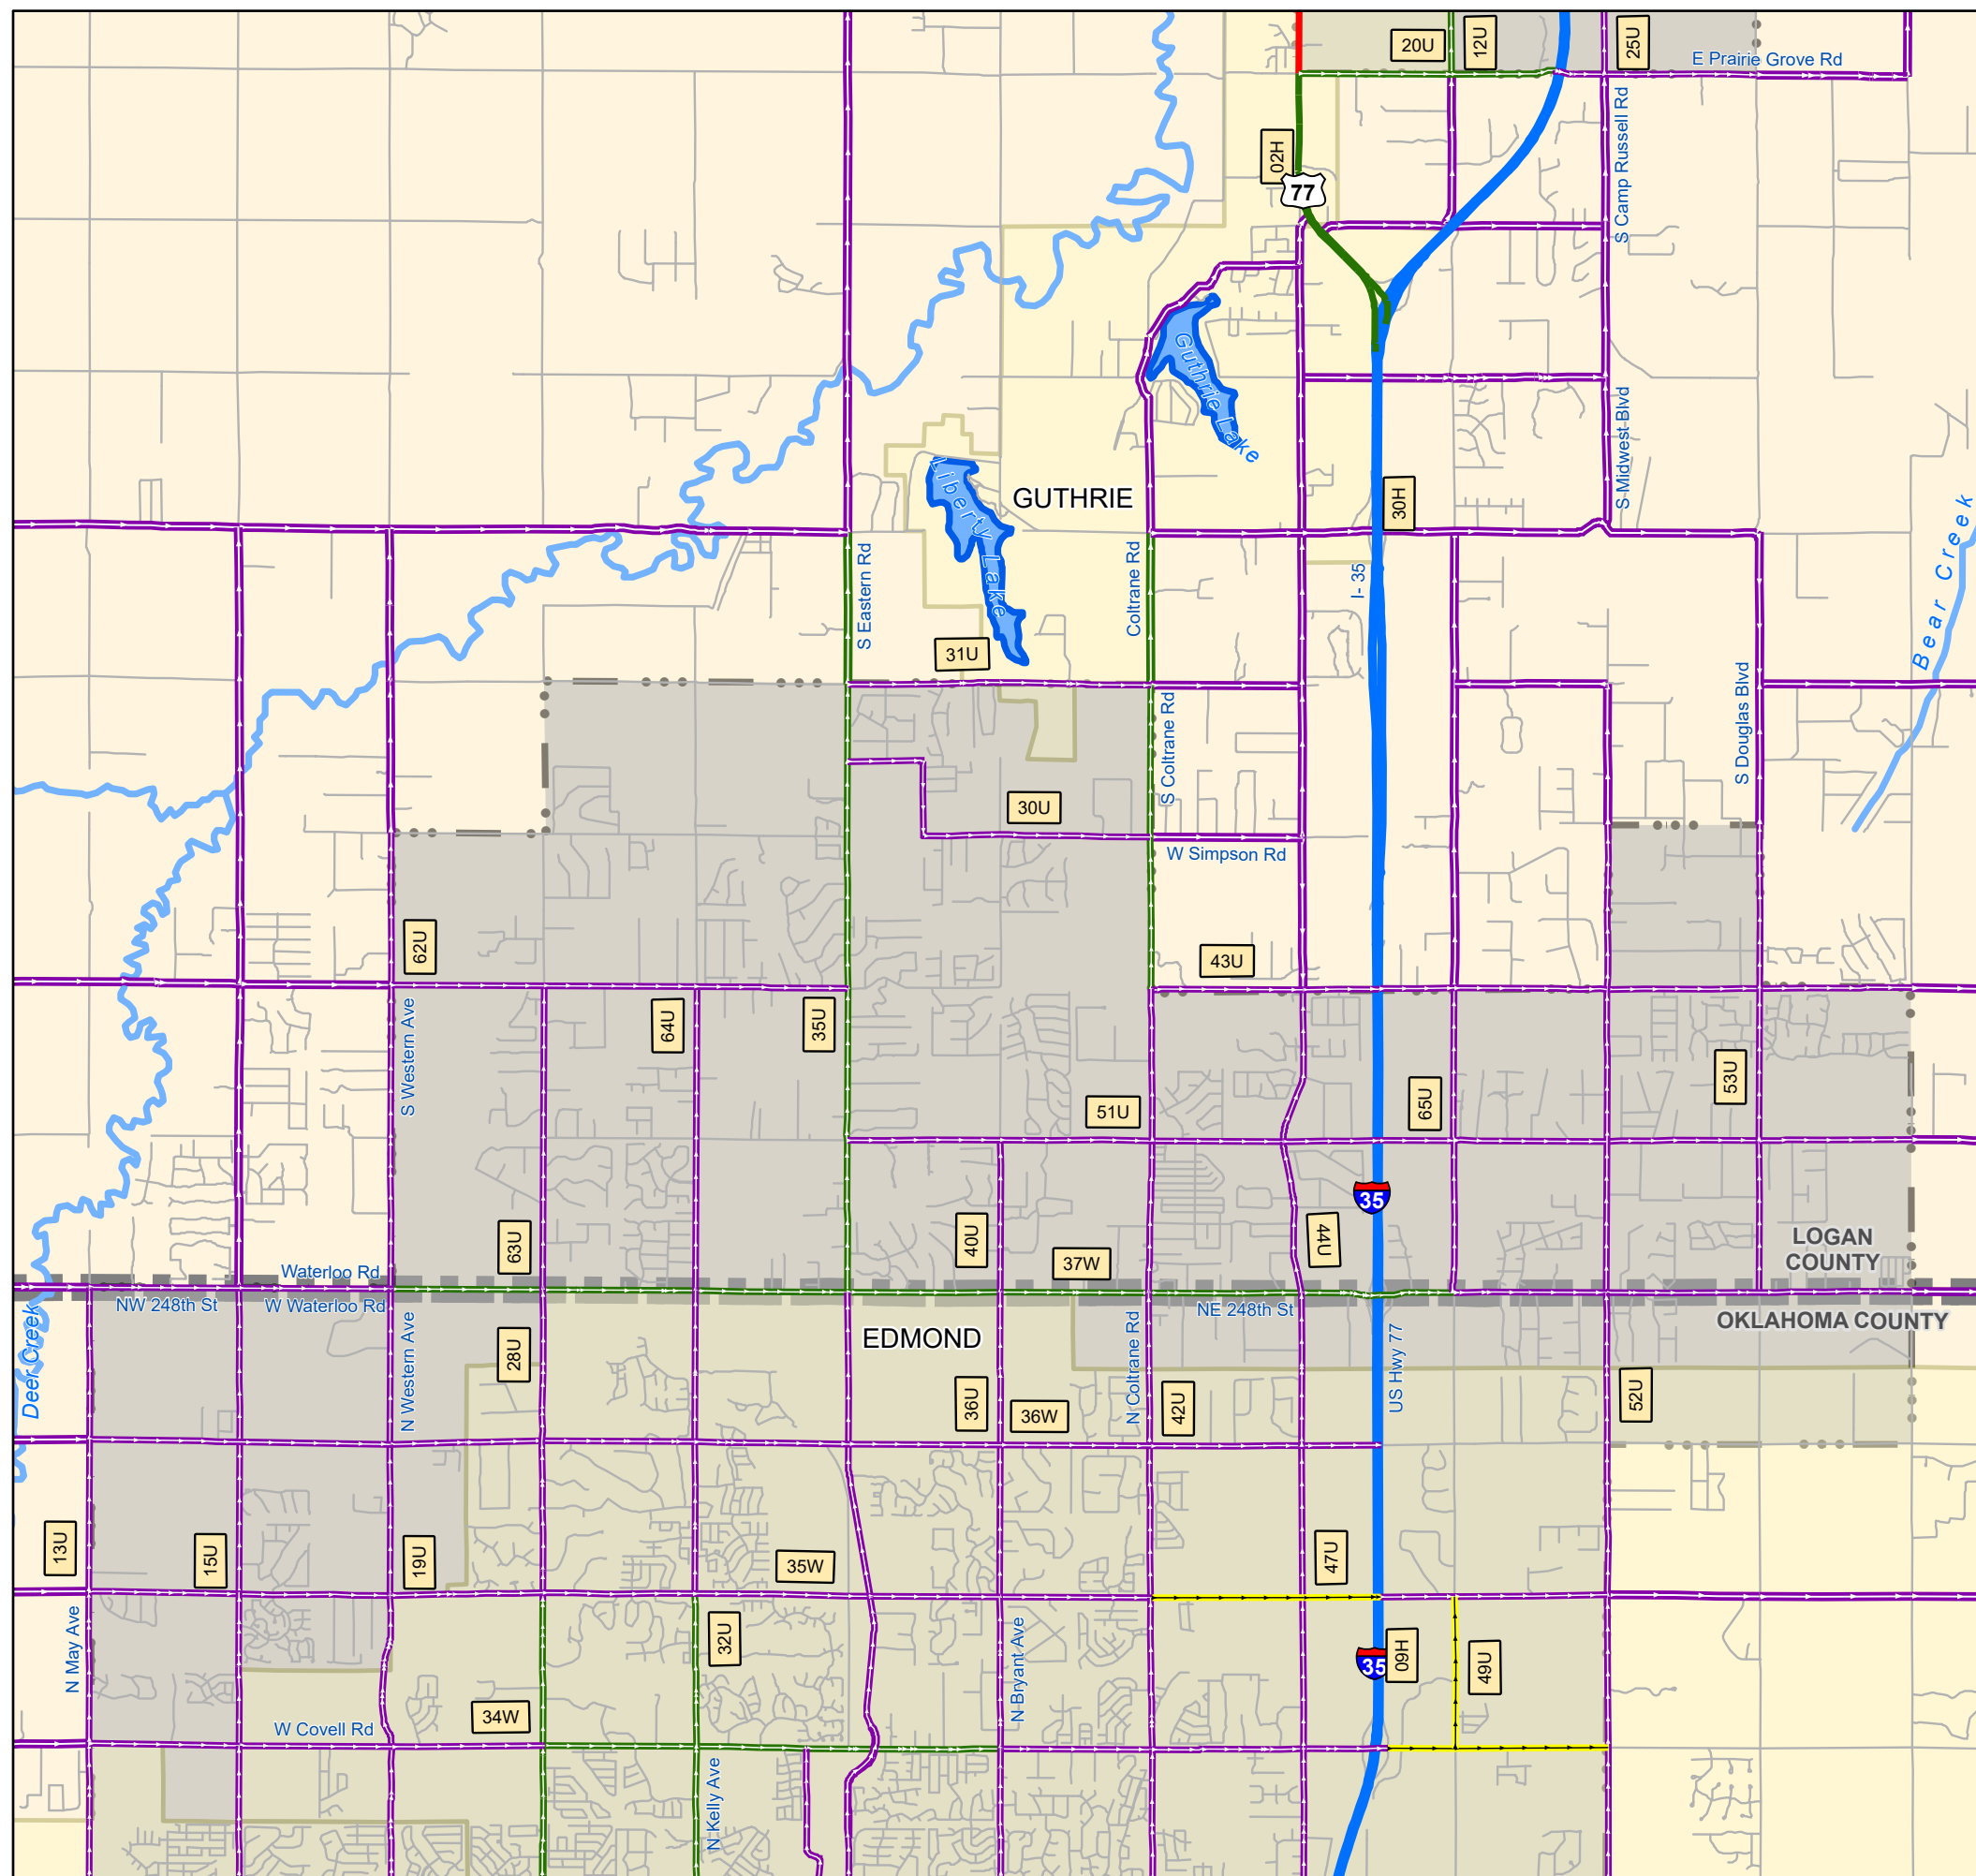 20U
12U
25U
E Prairie Grove Rd
S Camp Russell Rd
02H
77
Guthrie Lake
S Midwest Blvd
Liberty Lake
GUTHRIE
30H
Bear Creek
S Eastern Rd
Coltrane Rd
I- 35
31U
S Douglas Blvd
S Coltrane Rd
30U
W Simpson Rd
62U
43U
S Western Ave
64U
35U
51U
65U
53U
35
63U
40U
37W
44U
LOGAN
COUNTY
Waterloo Rd
NW 248th St
W Waterloo Rd
NE 248th St
OKLAHOMA COUNTY
Deer Creek
N Western Ave
28U
EDMOND
N Coltrane Rd
US Hwy 77
36U
36W
42U
52U
13U
15U
19U
35W
47U
N May Ave
32U
N Bryant Ave
35
09H
49U
34W
W Covell Rd
N Kelly Ave